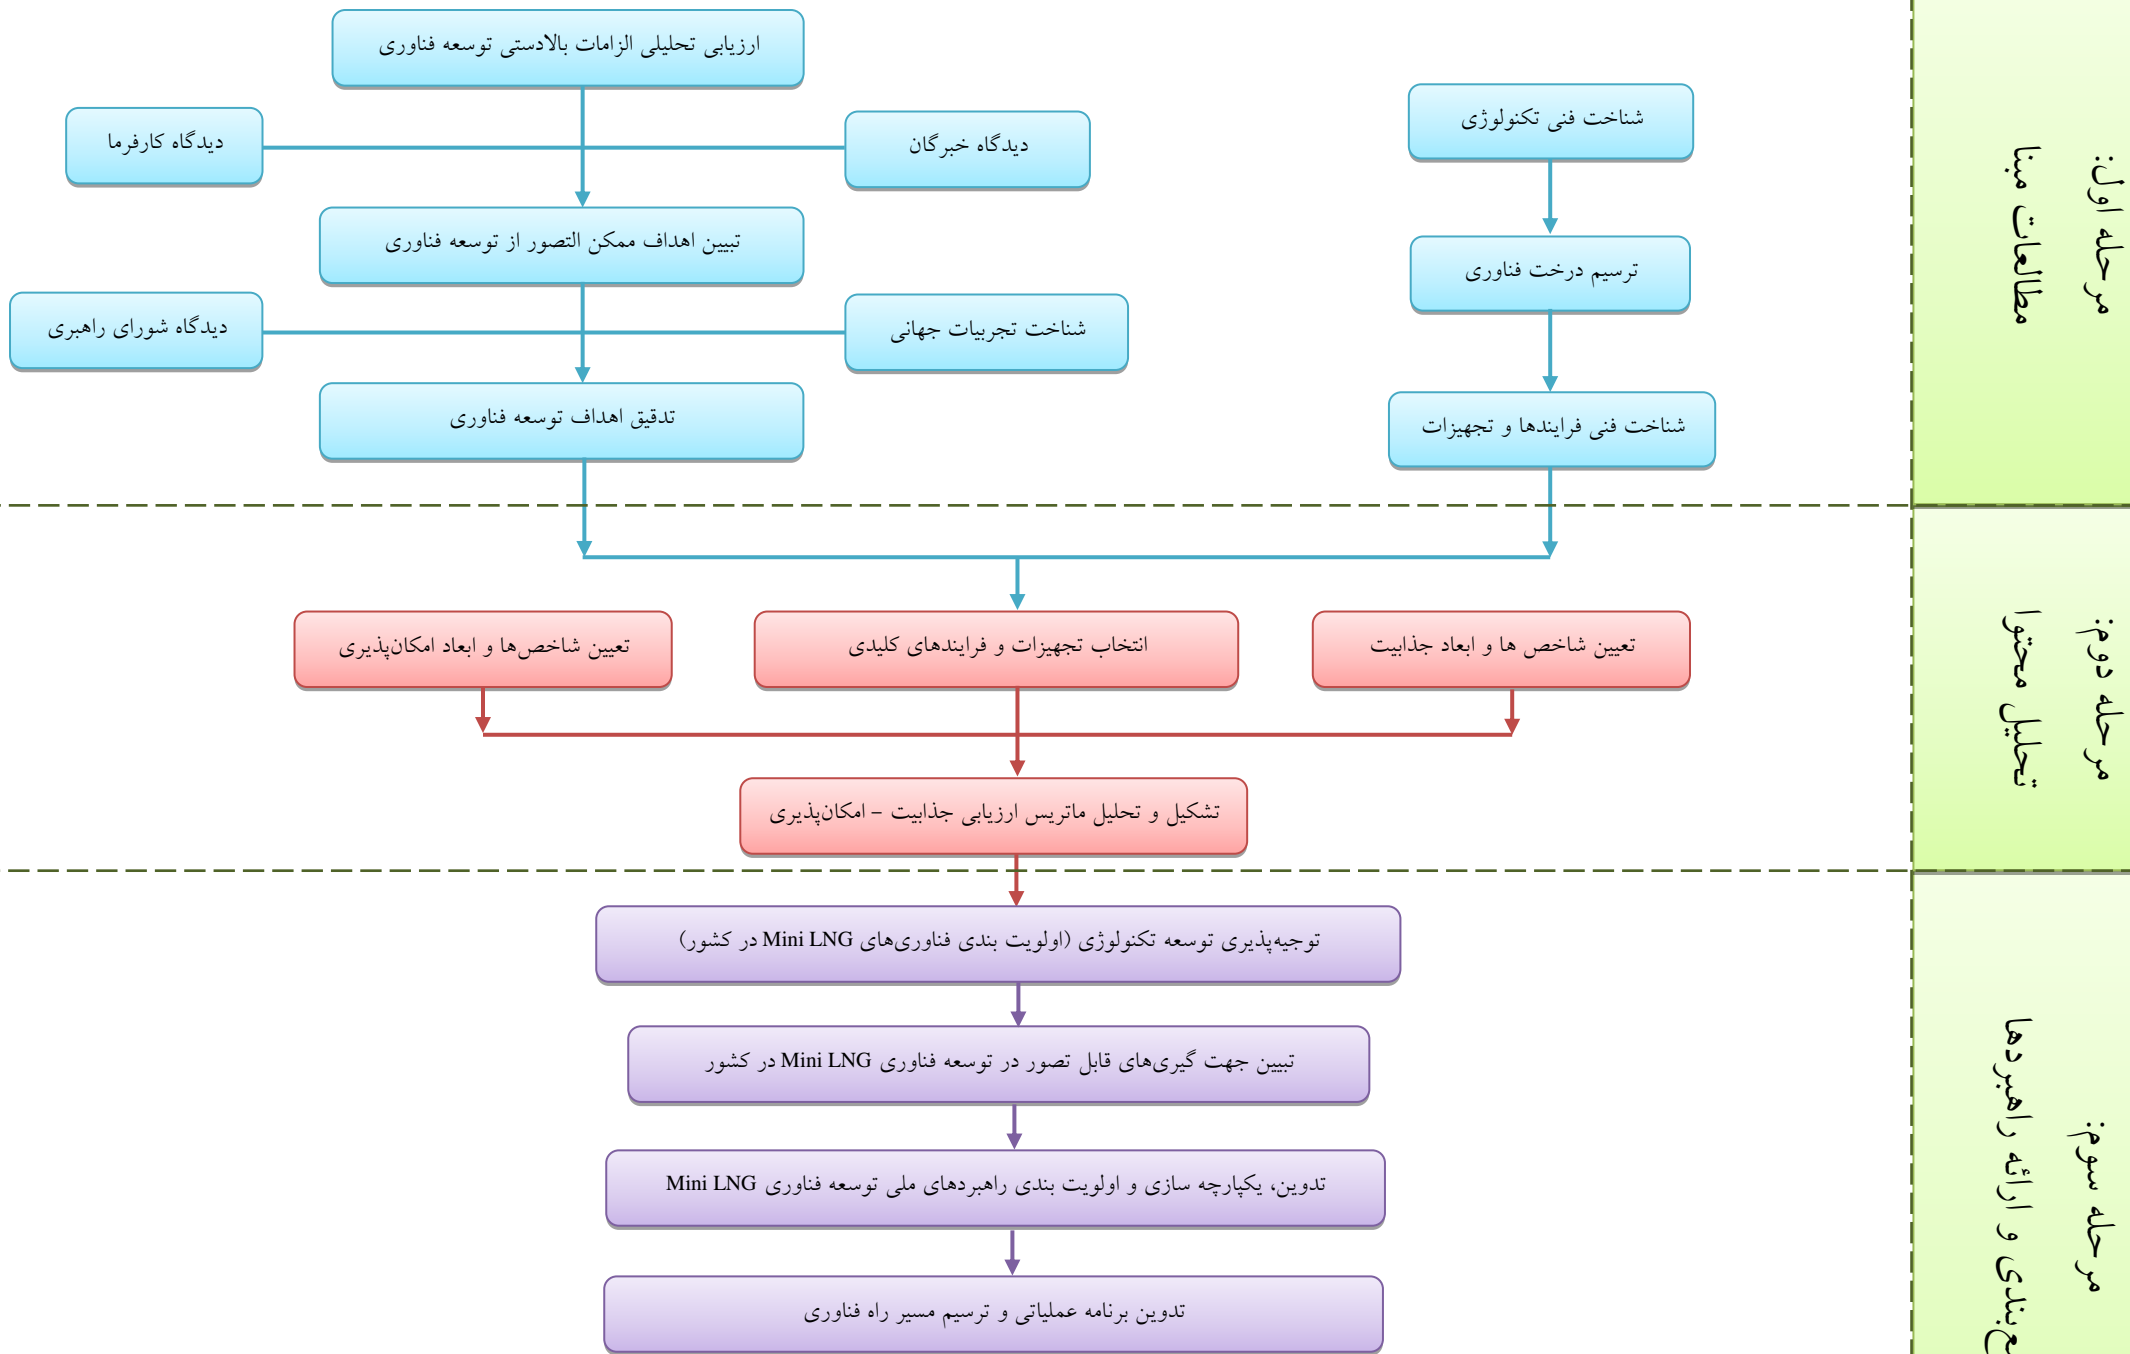 مرحله اول:
مطالعات مبنا
ارزیابی تحلیلی الزامات بالادستی توسعه فناوری
شناخت فنی تکنولوژی
دیدگاه خبرگان
دیدگاه کارفرما
تبیین اهداف ممکن التصور از توسعه فناوری
ترسیم درخت فناوری
شناخت تجربیات جهانی
دیدگاه شورای راهبری
تدقیق اهداف توسعه فناوری
شناخت فنی فرایندها و تجهیزات
مرحله دوم:
تحلیل محتوا
تعیین شاخص ها و ابعاد جذابیت
انتخاب تجهیزات و فرایندهای کلیدی
تعیین شاخص‌ها و ابعاد امکان‌پذیری
تشکیل و تحلیل ماتریس ارزیابی جذابیت – امکان‌پذیری
مرحله سوم:
و ارائه راهبردها
توجیه‌پذیری توسعه تکنولوژی (اولویت بندی فناوری‌های Mini LNG در کشور)
تبیین جهت گیری‌های قابل تصور در توسعه فناوری Mini LNG در کشور
تدوین، یکپارچه سازی و اولویت بندی راهبردهای ملی توسعه فناوری Mini LNG
تدوین برنامه عملیاتی و ترسیم مسیر راه فناوری